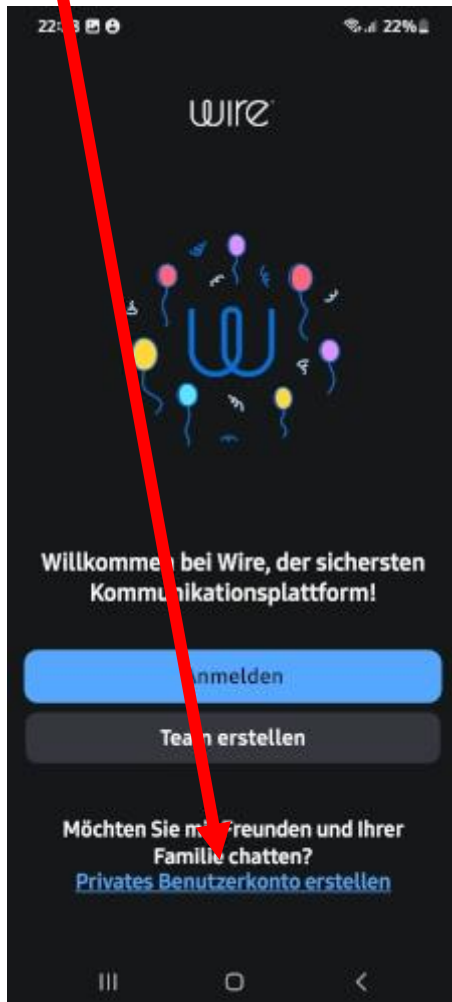 22%
wire
Willkommen bei Wire, der sichersten
Kommunikationsplattform!
Anmelden
Team erstellen
Möchten Sie mit Freunden und Ihrer
Familie chatten?
Privates Benutzerkonto erstellen